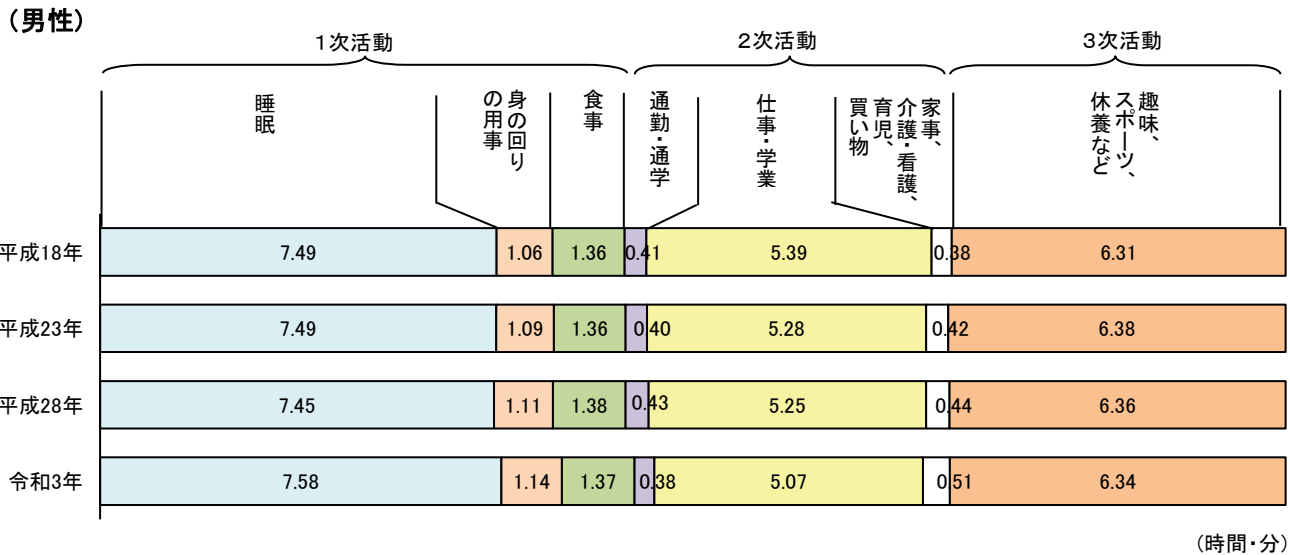 （男性）
１次活動
２次活動
３次活動
睡眠
身の回り
の用事
食事
通勤・通学
仕事・学業
家事、
介護・看護、
育児、
買い物
趣味、
スポーツ、
休養など
平成18年 7.49 1.06 1.36 0.41 5.39 0.38 6.31
平成23年 7.49 1.09 1.36 0.40 5.28 0.42 6.38
平成28年 7.45 1.11 1.38 0.43 5.25 0.44 6.36
令和3年 7.58 1.14 1.37 0.38 5.07 0.51 6.34
（時間・分）